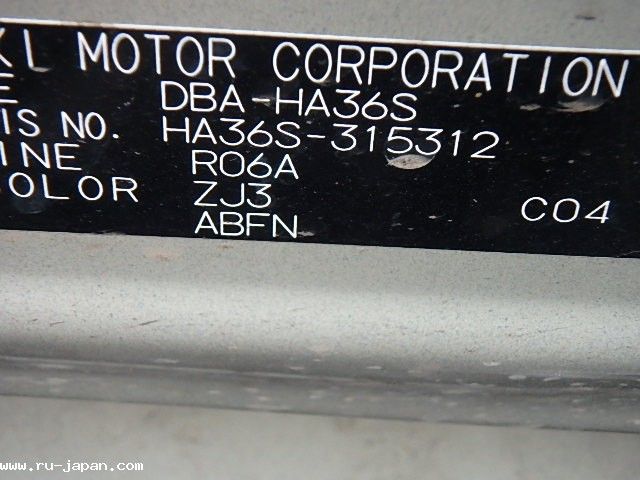 KI MOTOR CORPORATION
E DBA-HA36S
IS NO. HA36S-315312
INE R06A
OLOR ZJ3 C04
ABFN
www.ru-japan.com